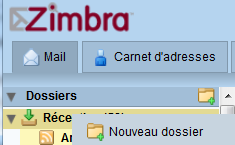 Zimbra
Mail
Carnet d'adresses
Dossiers
Nouveau dossier